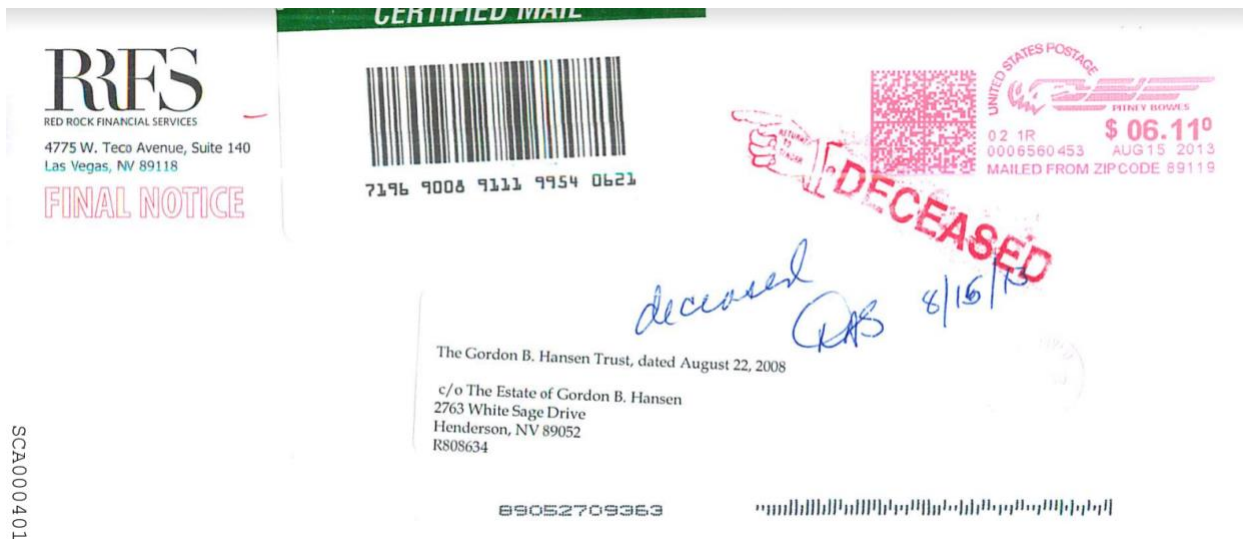 CERTIFIED MAIL
RRFS
RED ROCK FINANCIAL SERVICES
4775 W. Teco Avenue, Suite 140
Las Vegas, NV 89118
FINAL NOTICE
7196 9008 9111 9954 0621
UNITED STATES POSTAGE
PITNEY BOWES
02 1R
$ 06.11⁰
0006560453
AUG 15 2013
MAILED FROM ZIPCODE 89119
RETURNED
TO
SENDER
DECEASED
deceased
8/15/13
The Gordon B. Hansen Trust, dated August 22, 2008
c/o The Estate of Gordon B. Hansen
2763 White Sage Drive
Henderson, NV 89052
R808634
89052709363
SCA000401